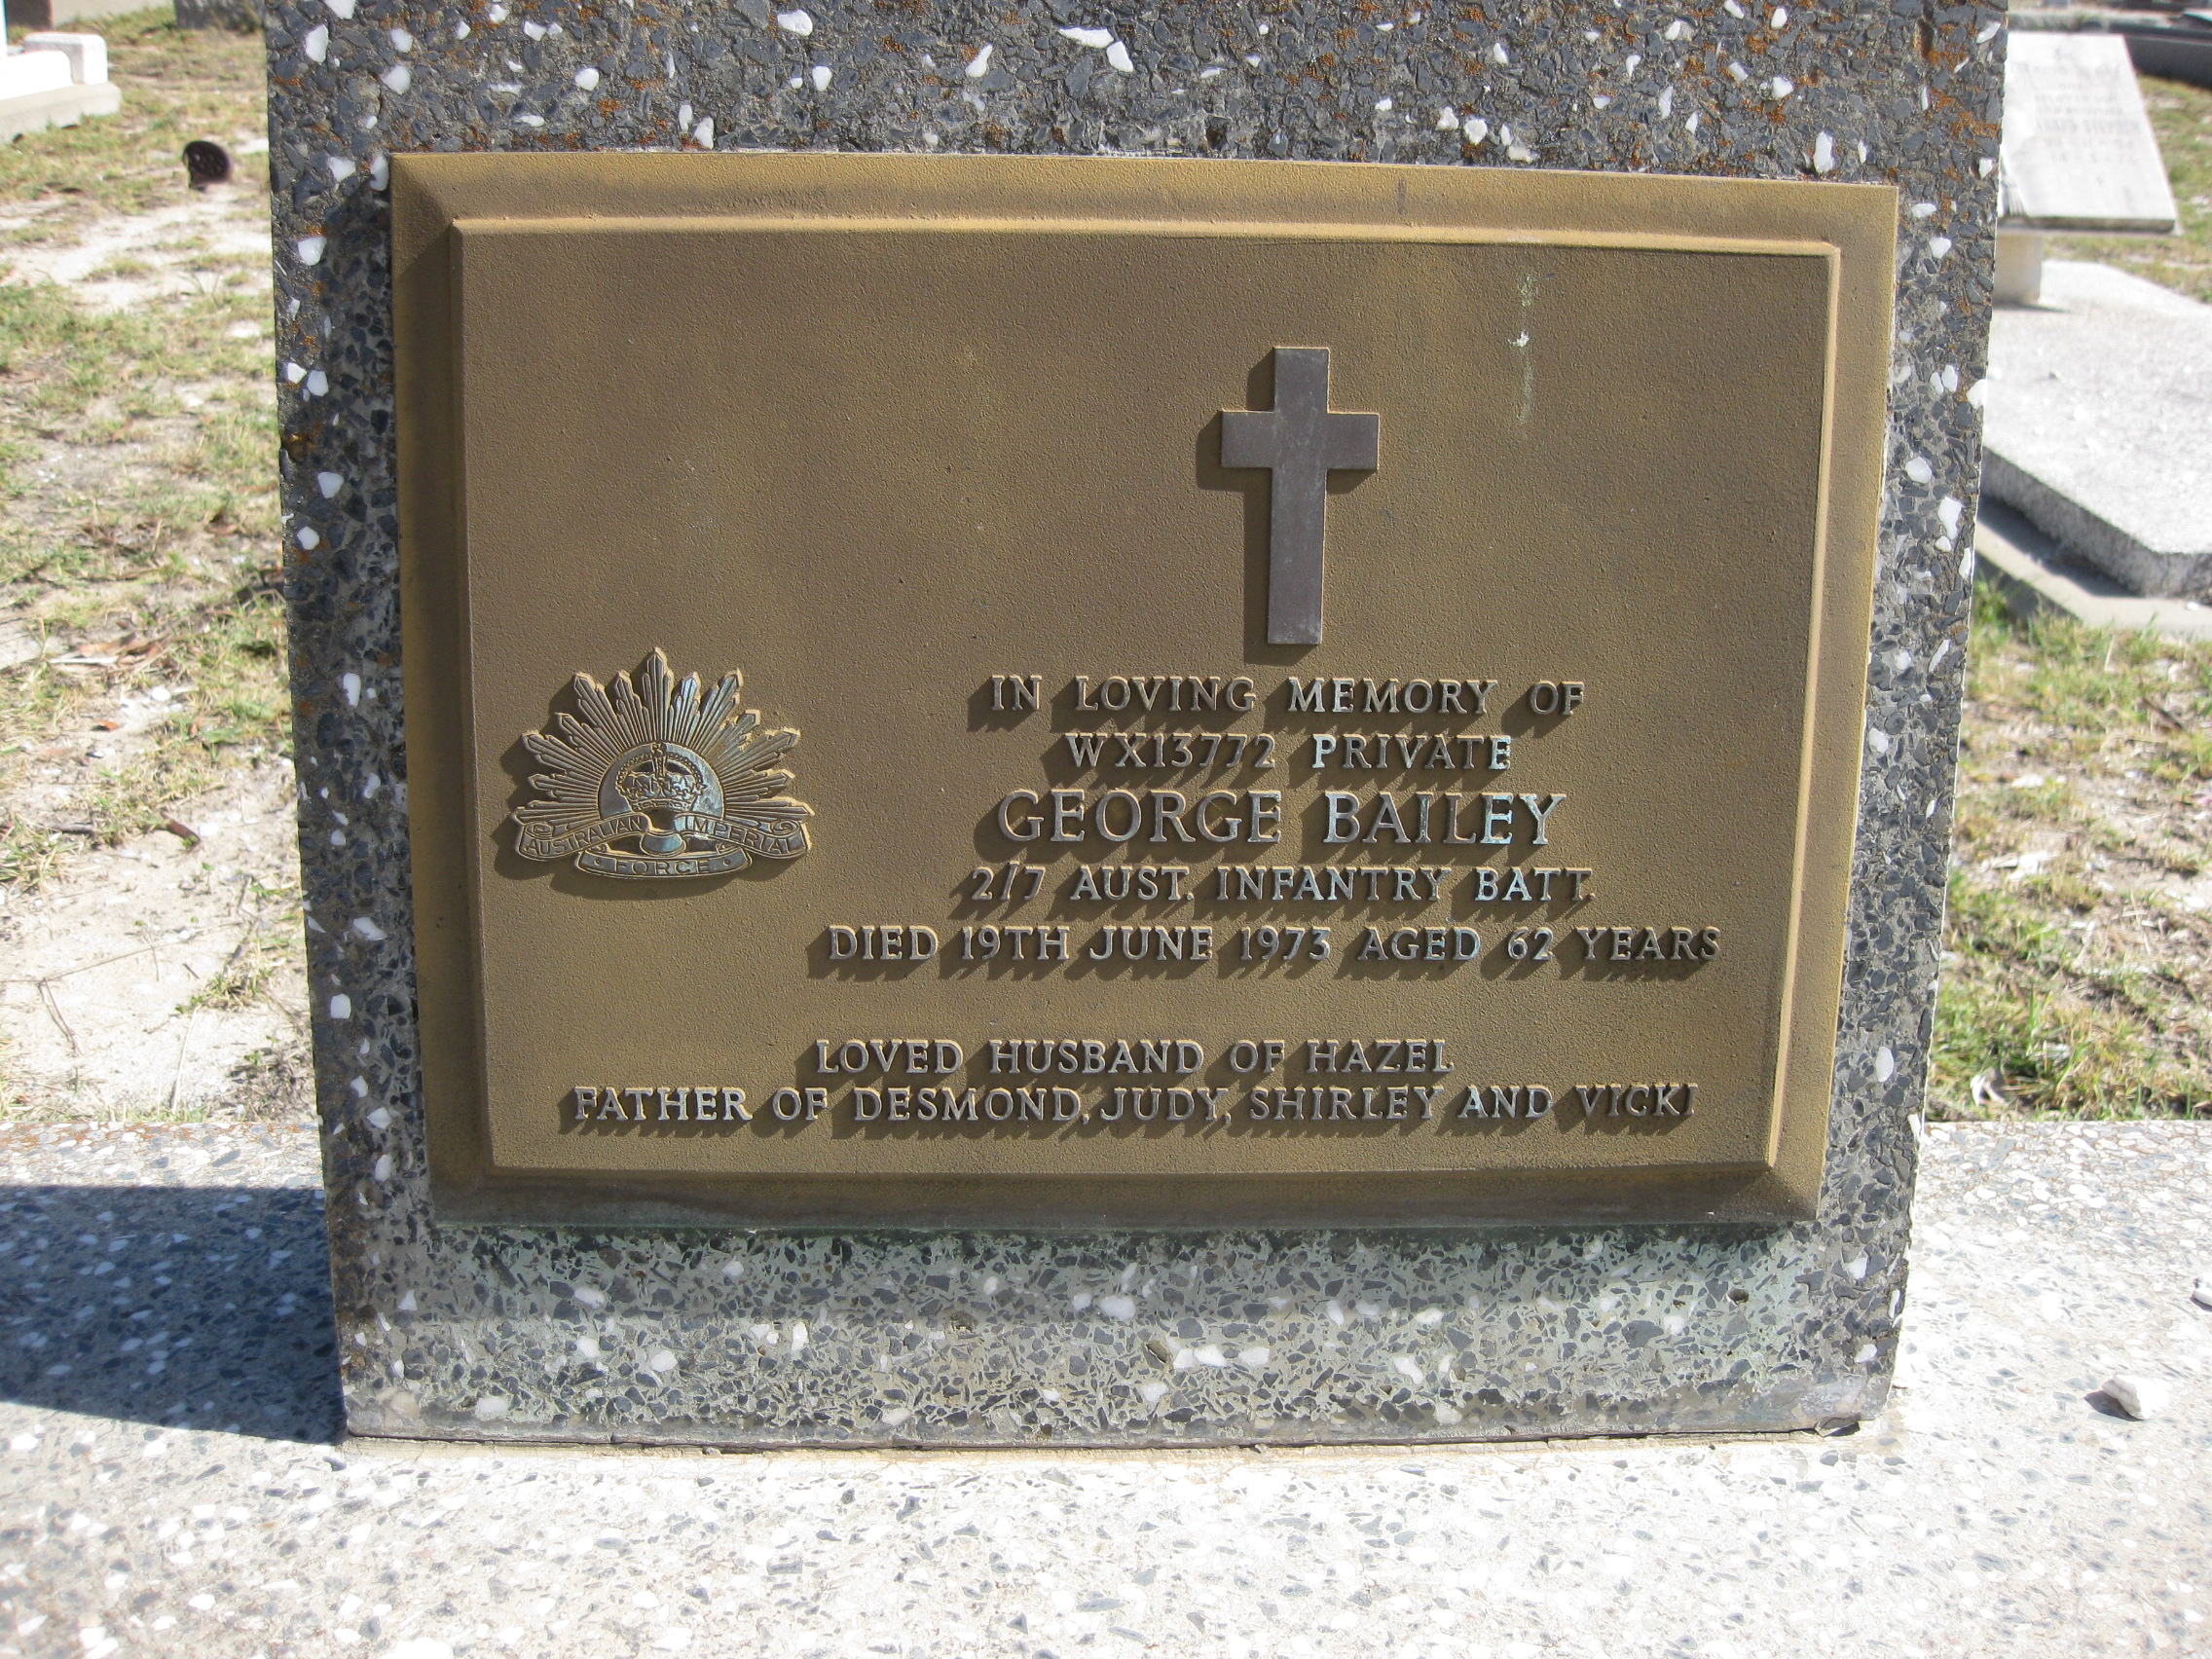 IN LOVING MEMORY OF
WX13772 PRIVATE
GEORGE BAILEY
2/7 AUST. INFANTRY BATT.
DIED 19TH JUNE 1973 AGED 62 YEARS
AUSTRALIAN IMPERIAL
FORCE
LOVED HUSBAND OF HAZEL
FATHER OF DESMOND, JUDY, SHIRLEY AND VICKI